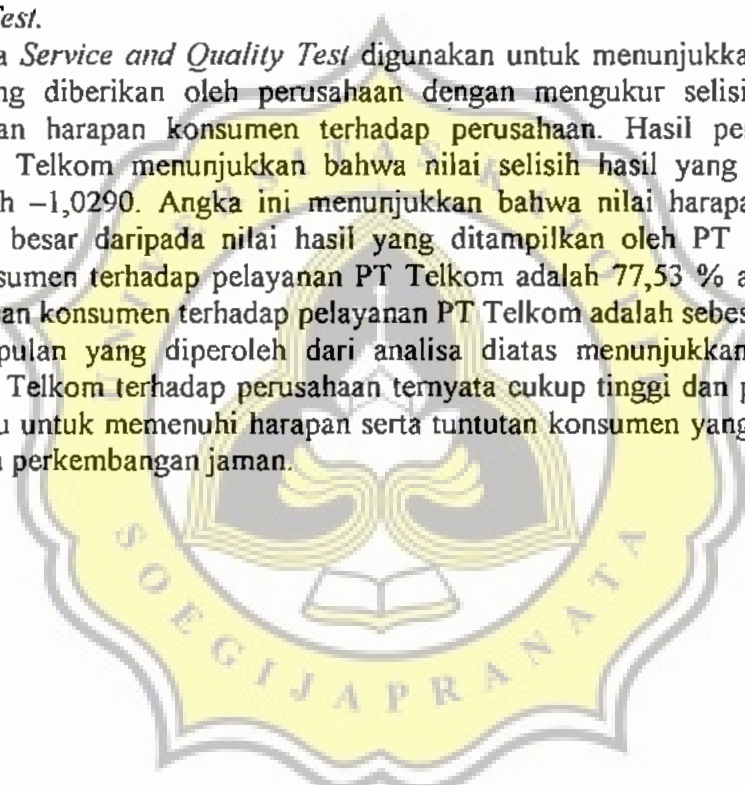 Test.
a Service and Quality Test digunakan untuk menunjukka
ng diberikan oleh perusahaan dengan mengukur selisi
an harapan konsumen terhadap perusahaan. Hasil pe
Telkom menunjukkan bahwa nilai selisih hasil yang
h –1,0290. Angka ini menunjukkan bahwa nilai harapa
besar daripada nilai hasil yang ditampilkan oleh PT
sumen terhadap pelayanan PT Telkom adalah 77,53 % a
an konsumen terhadap pelayanan PT Telkom adalah sebes
pulan yang diperoleh dari analisa diatas menunjukkan
Telkom terhadap perusahaan ternyata cukup tinggi dan p
u untuk memenuhi harapan serta tuntutan konsumen yang
perkembangan jaman.
UNIVERSITAS KATOLIK
SOEGIJAPRANATA